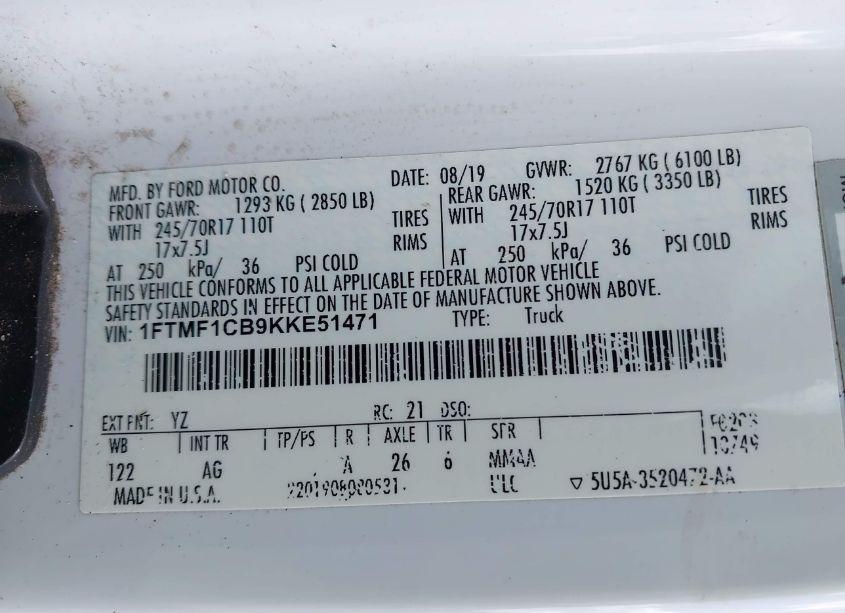 MFD. BY FORD MOTOR CO. DATE: 08/19 GVWR: 2767 KG ( 6100 LB)
FRONT GAWR: 1293 KG ( 2850 LB) REAR GAWR: 1520 KG ( 3350 LB)
WITH 245/70R17 110T TIRES WITH 245/70R17 110T TIRES
17x7.5J RIMS 17x7.5J RIMS
AT 250 kPa/ 36 PSI COLD AT 250 kPa/ 36 PSI COLD
THIS VEHICLE CONFORMS TO ALL APPLICABLE FEDERAL MOTOR VEHICLE
SAFETY STANDARDS IN EFFECT ON THE DATE OF MANUFACTURE SHOWN ABOVE.
VIN: 1FTMF1CB9KKE51471 TYPE: Truck
EXT PNT: YZ RC: 21 DSO:
WB INT TR TP/PS R AXLE TR SPR
122 AG A 26 6
MADE IN U.S.A. ▽ 5U5A-3520472-AA